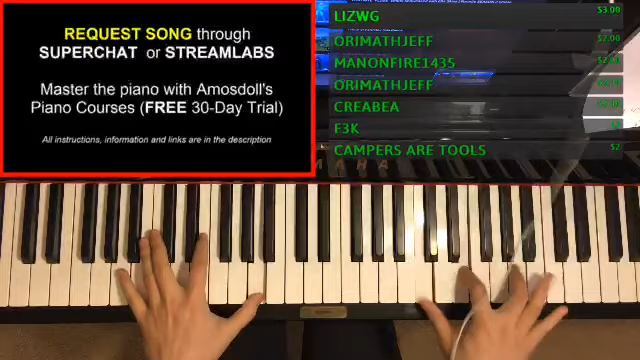 REQUEST SONG through
SUPERCHAT or STREAMLABS
Master the piano with Amosdoll's
Piano Courses (FREE 30-Day Trial)
All instructions, information and links are in the description
LIZWG $3.00
ORIMATHJEFF $2.00
MANONFIRE1435
ORIMATHJEFF
CREABEA
F3K
CAMPERS ARE TOOLS $2